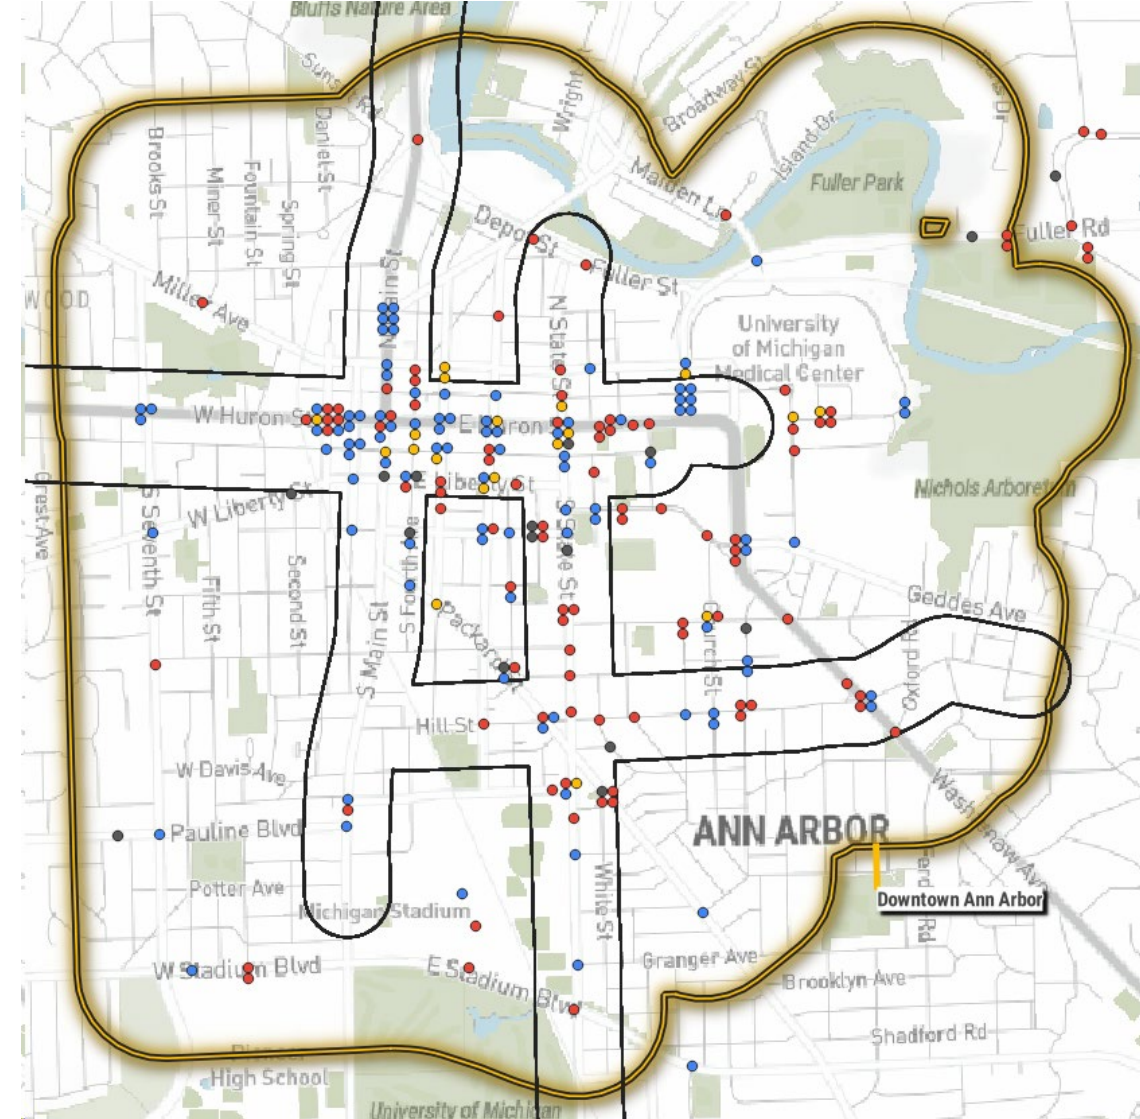 Bluffs Nature Area
Sunset Rd
Wright
Broadway St
Daniel St
Brooks St
Miner St
Fountain St
Spring St
Island Dr
Maiden Ln
Fuller Park
Depot St
Fuller Rd
Fuller St
Miller Ave
WOOD
N Main St
N State St
University
of Michigan
Medical Center
W Huron St
E Huron
E Liberty St
W Liberty St
Nichols Arboretum
Crest Ave
S Seventh St
S State St
Second St
Fifth St
S Main St
Packard St
Church St
Geddes Ave
Oxford Rd
Hill St
W Davis Ave
Pauline Blvd
ANN ARBOR
Washtenaw Ave
Potter Ave
Michigan Stadium
White St
Downtown Ann Arbor
W Stadium Blvd
E Stadium Blvd
Granger Ave
Brooklyn Ave
Shadford Rd
Pioneer
High School
University of Michigan